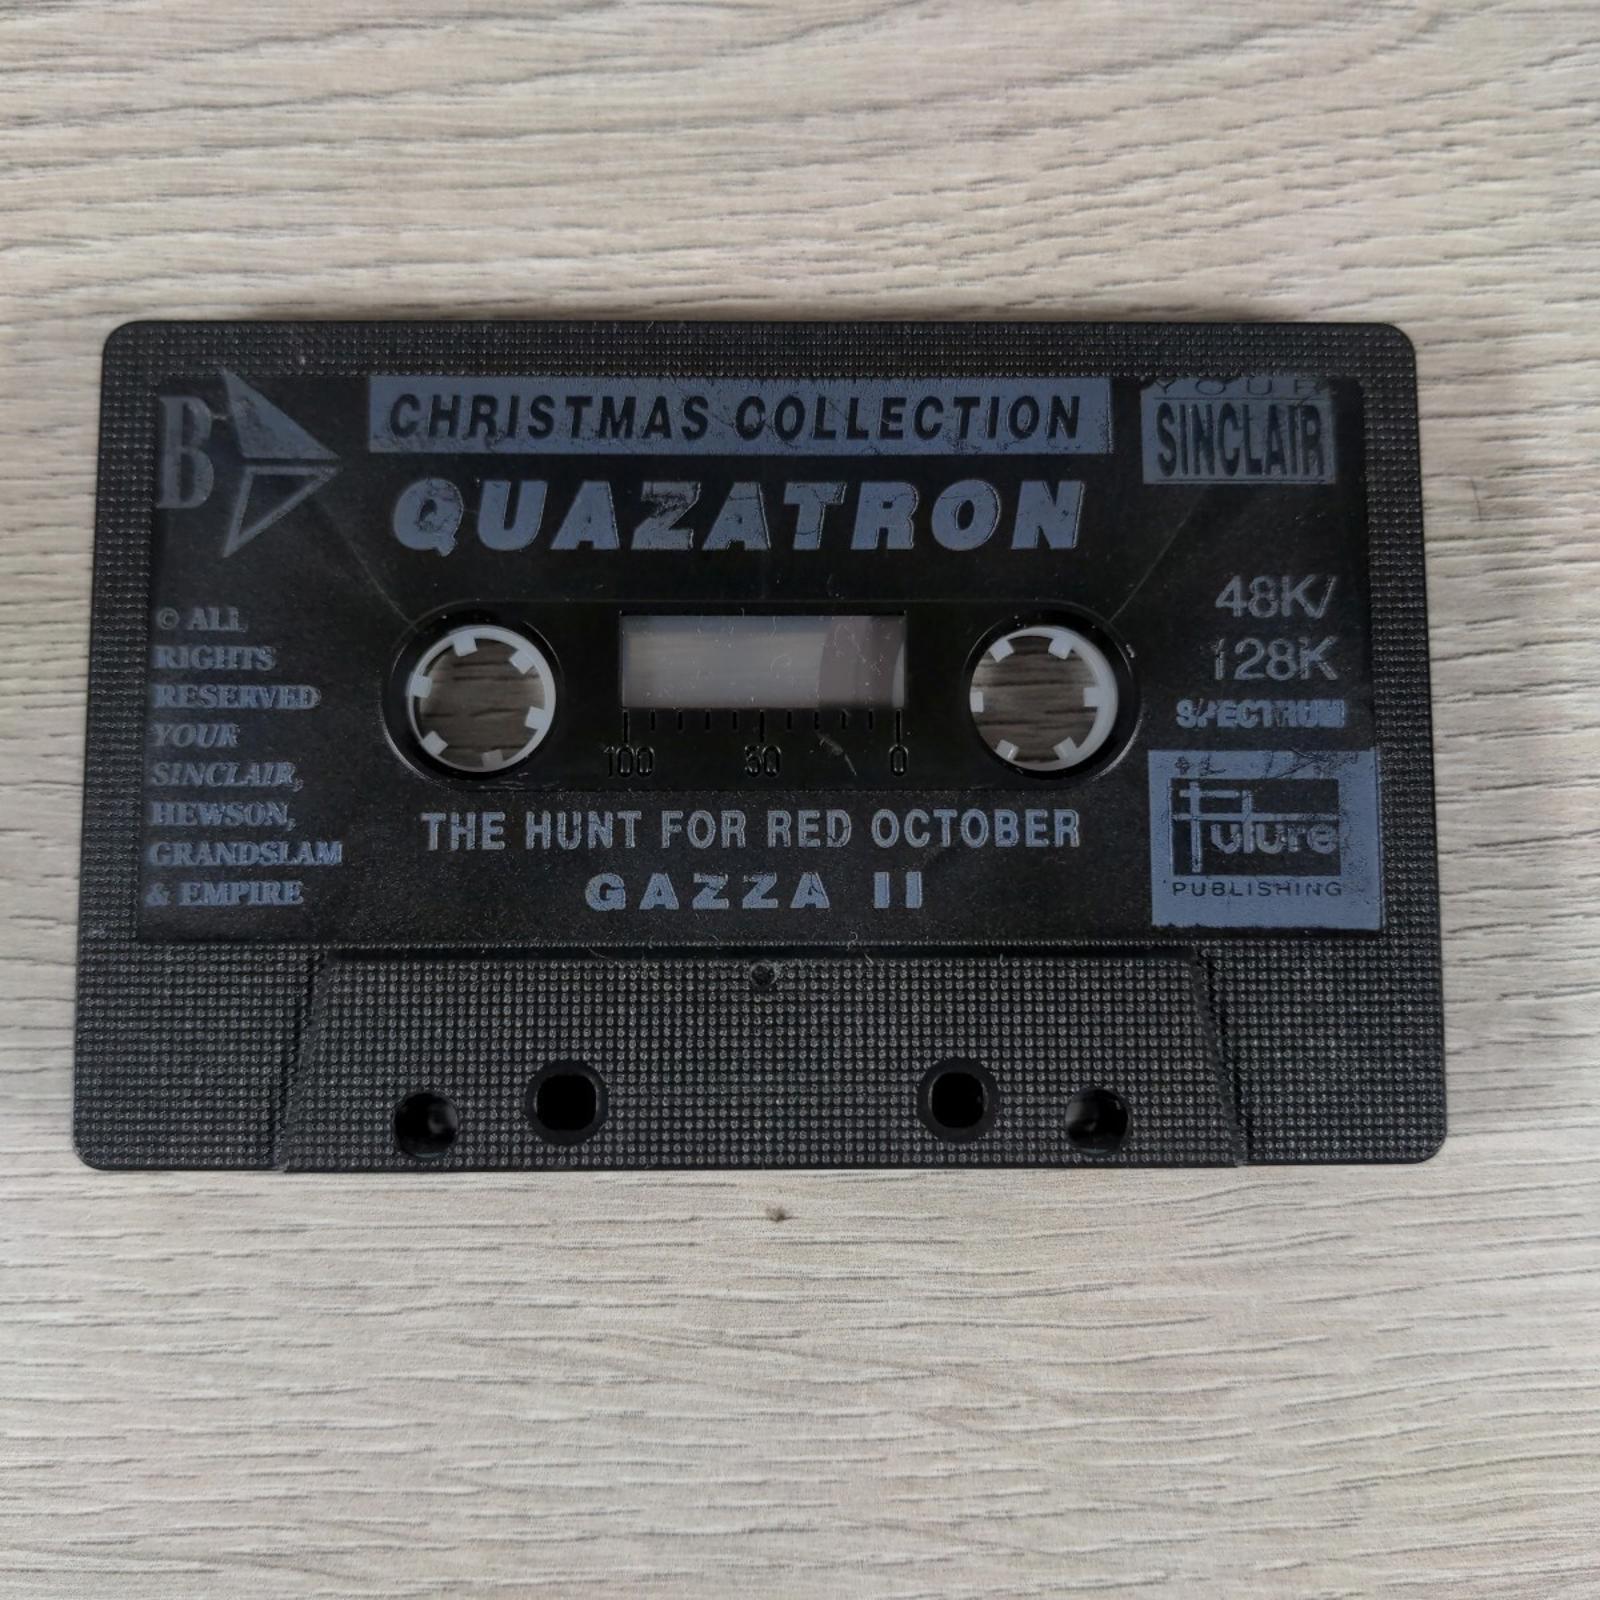 B
CHRISTMAS COLLECTION
YOUR
SINCLAIR
QUAZATRON
48K/
128K
SPECTRUM
© ALL
RIGHTS
RESERVED
YOUR
SINCLAIR,
HEWSON,
GRANDSLAM
& EMPIRE
100 50 0
THE HUNT FOR RED OCTOBER
GAZZA II
Future
PUBLISHING